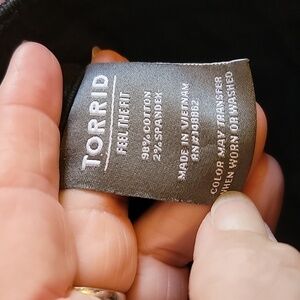 TORRID
FEEL THE FIT
98% COTTON
2% SPANDEX
MADE IN VIETNAM
RN#148862
COLOR MAY TRANSFER
WHEN WORN OR WASHED